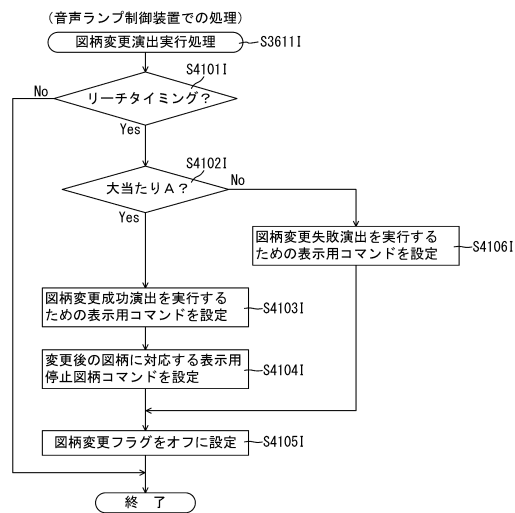 （音声ランプ制御装置での処理）
図柄変更演出実行処理
S3611I
S4101I
リーチタイミング？
No
Yes
S4102I
大当たりA？
No
Yes
図柄変更失敗演出を実行する
ための表示用コマンドを設定
S4106I
図柄変更成功演出を実行する
ための表示用コマンドを設定
S4103I
変更後の図柄に対応する表示用
停止図柄コマンドを設定
S4104I
図柄変更フラグをオフに設定
S4105I
終　了